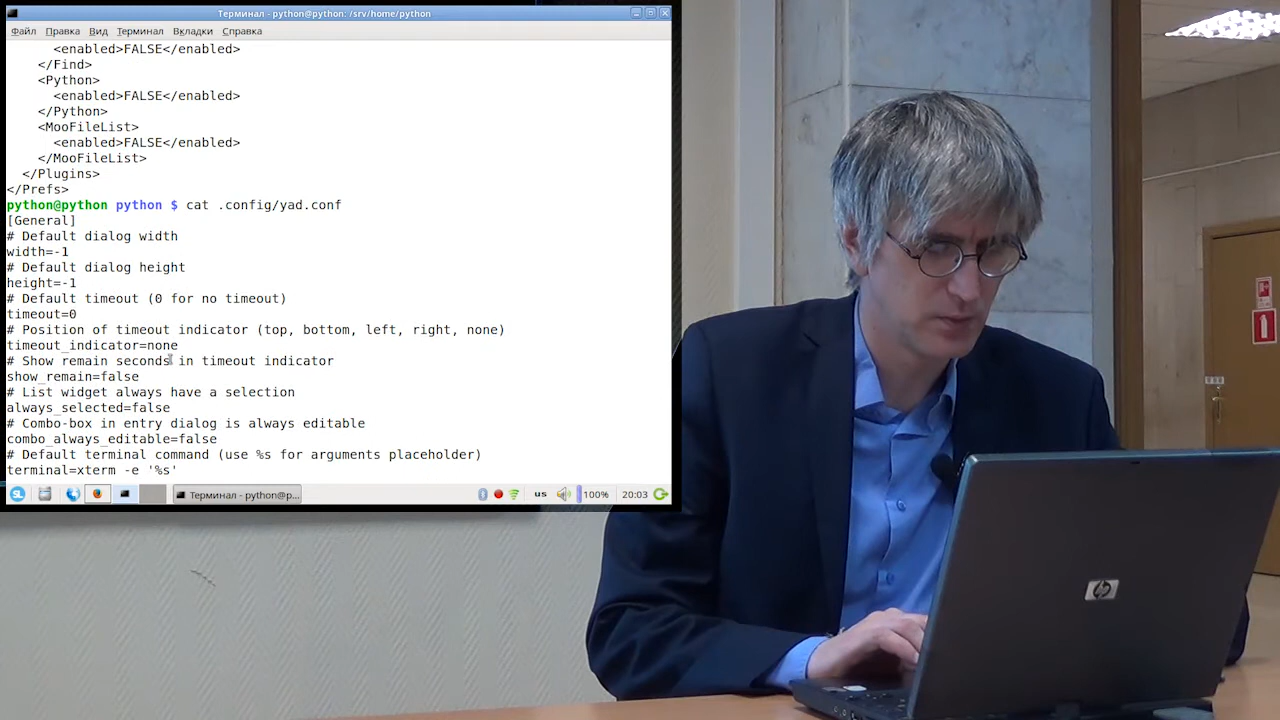 Терминал - python@python: /srv/home/python
Файл Правка Вид Терминал Вкладки Справка
<enabled>FALSE</enabled>
</Find>
<Python>
<enabled>FALSE</enabled>
</Python>
<MooFileList>
<enabled>FALSE</enabled>
</MooFileList>
</Plugins>
</Prefs>
python@python python $ cat .config/yad.conf
[General]
# Default dialog width
width=-1
# Default dialog height
height=-1
# Default timeout (0 for no timeout)
timeout=0
# Position of timeout indicator (top, bottom, left, right, none)
timeout_indicator=none
# Show remain seconds in timeout indicator
show_remain=false
# List widget always have a selection
always_selected=false
# Combo-box in entry dialog is always editable
combo_always_editable=false
# Default terminal command (use %s for arguments placeholder)
terminal=xterm -e '%s'
SL Терминал - python@p... us 100% 20:03
hp